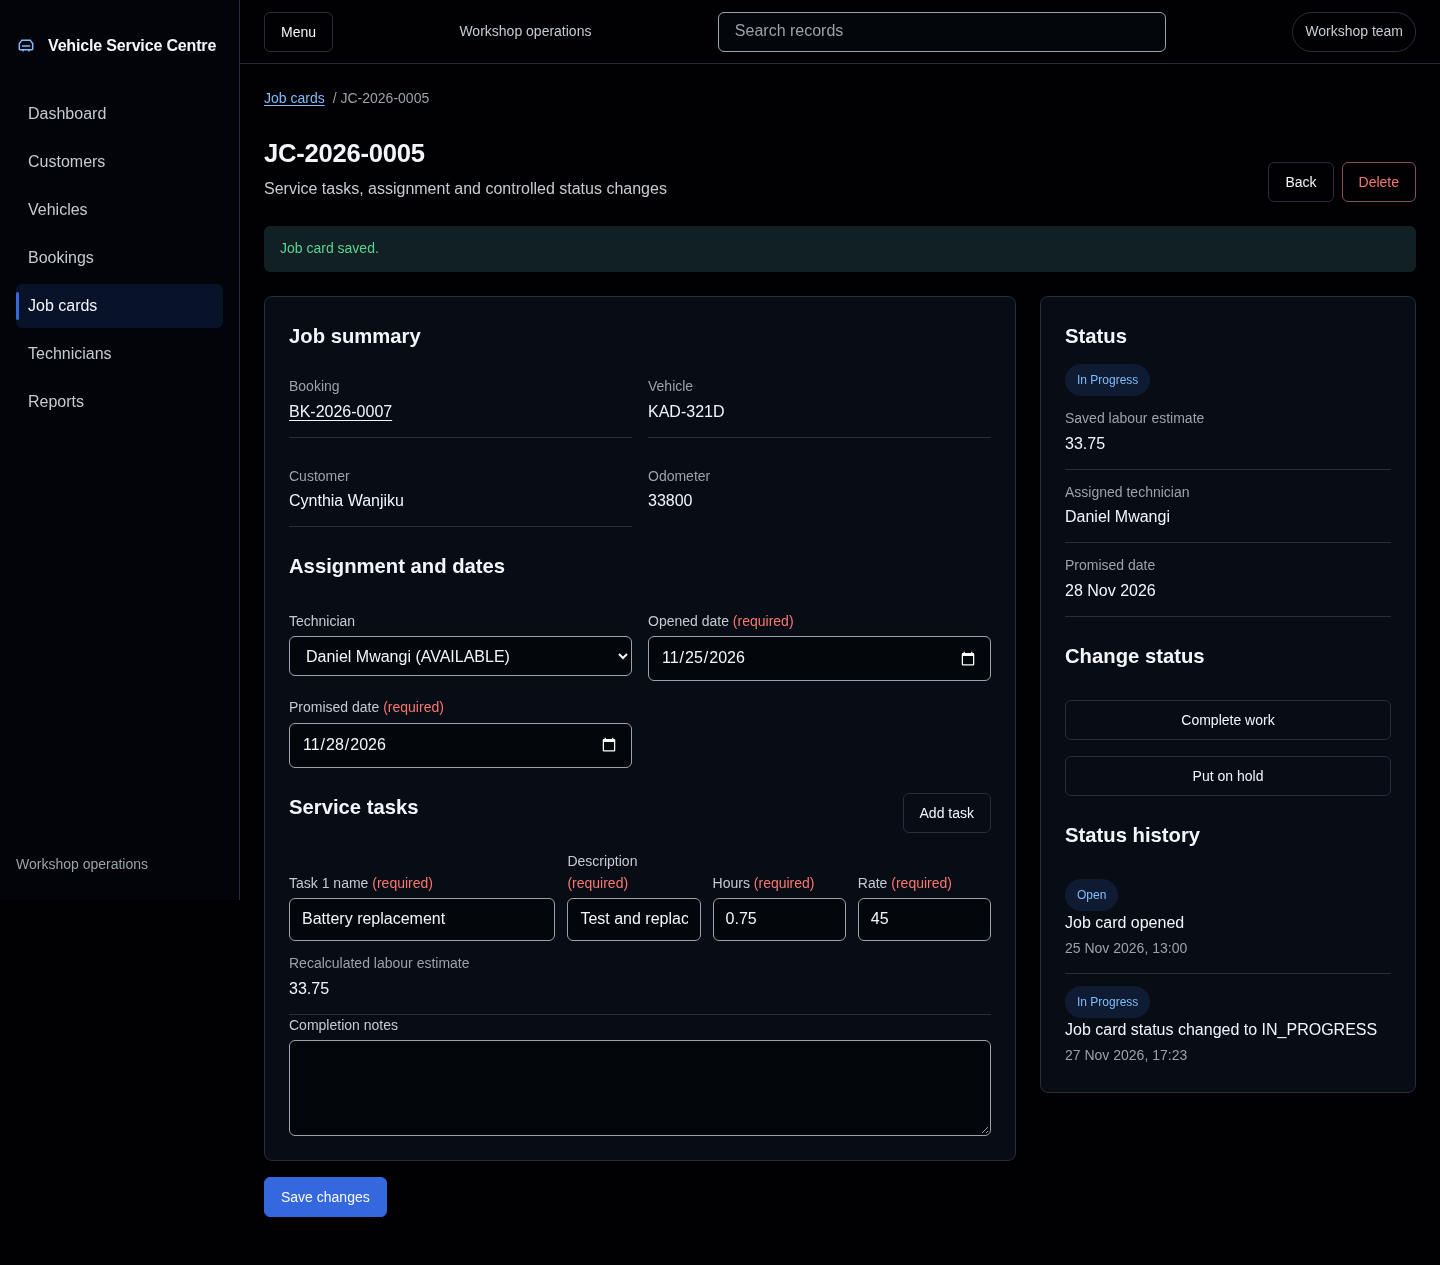 Vehicle Service Centre
Dashboard
Customers
Vehicles
Bookings
Job cards
Technicians
Reports
Workshop operations
Menu
Workshop operations
Search records
Workshop team
Job cards / JC-2026-0005
JC-2026-0005
Service tasks, assignment and controlled status changes
Back
Delete
Job card saved.
Job summary
Booking
BK-2026-0007
Vehicle
KAD-321D
Customer
Cynthia Wanjiku
Odometer
33800
Assignment and dates
Technician
Daniel Mwangi (AVAILABLE)
Opened date (required)
11/25/2026
Promised date (required)
11/28/2026
Service tasks
Add task
Task 1 name (required)
Battery replacement
Description
(required)
Test and replac
Hours (required)
0.75
Rate (required)
45
Recalculated labour estimate
33.75
Completion notes
Save changes
Status
In Progress
Saved labour estimate
33.75
Assigned technician
Daniel Mwangi
Promised date
28 Nov 2026
Change status
Complete work
Put on hold
Status history
Open
Job card opened
25 Nov 2026, 13:00
In Progress
Job card status changed to IN_PROGRESS
27 Nov 2026, 17:23